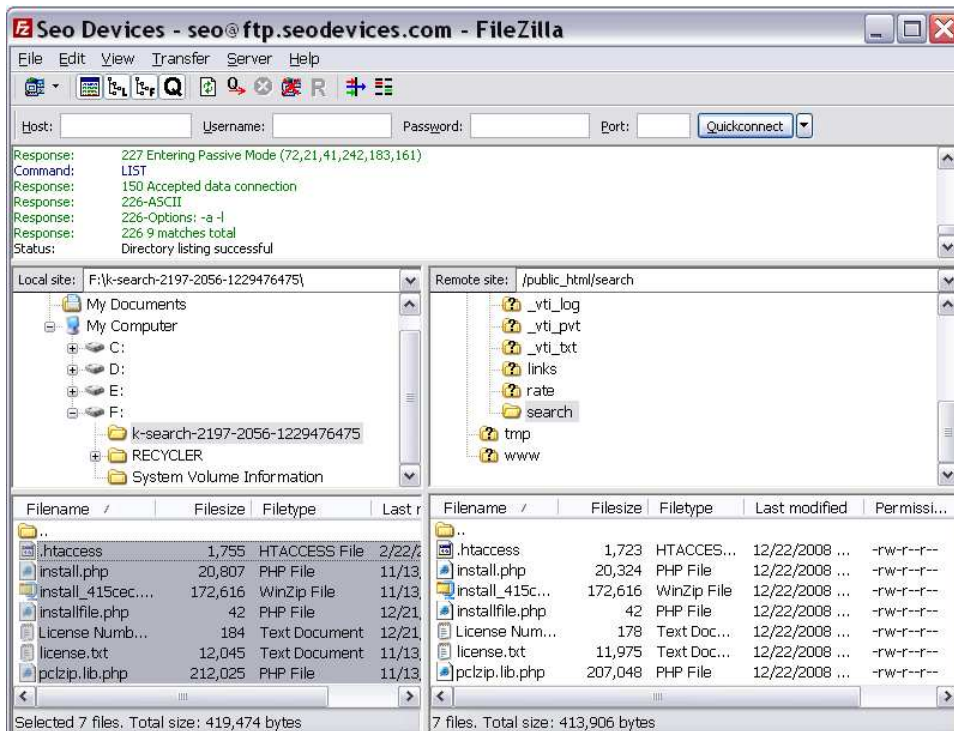 Seo Devices - seo@ftp.seodevices.com - FileZilla
File Edit View Transfer Server Help
Host: Username: Password: Port: Quickconnect
Response: 227 Entering Passive Mode (72,21,41,242,183,161)
Command: LIST
Response: 150 Accepted data connection
Response: 226-ASCII
Response: 226-Options: -a -l
Response: 226 9 matches total
Status: Directory listing successful
Local site: F:\k-search-2197-2056-1229476475\
My Documents
My Computer
C:
D:
E:
F:
k-search-2197-2056-1229476475
RECYCLER
System Volume Information
Remote site: /public_html/search
_vti_log
_vti_pvt
_vti_txt
links
rate
search
tmp
www
Filename / Filesize Filetype Last r
..
.htaccess 1,755 HTACCESS File 2/22/2
install.php 20,807 PHP File 11/13,
install_415cec.... 172,616 WinZip File 11/13,
installfile.php 42 PHP File 12/21,
License Numb... 184 Text Document 12/21,
license.txt 12,045 Text Document 11/13,
pclzip.lib.php 212,025 PHP File 11/13,
Selected 7 files. Total size: 419,474 bytes
Filename / Filesize Filetype Last modified Permissi...
..
.htaccess 1,723 HTACCES... 12/22/2008 ... -rw-r--r--
install.php 20,324 PHP File 12/22/2008 ... -rw-r--r--
install_415c... 172,616 WinZip File 12/22/2008 ... -rw-r--r--
installfile.php 42 PHP File 12/22/2008 ... -rw-r--r--
License Num... 178 Text Doc... 12/22/2008 ... -rw-r--r--
license.txt 11,975 Text Doc... 12/22/2008 ... -rw-r--r--
pclzip.lib.php 207,048 PHP File 12/22/2008 ... -rw-r--r--
7 files. Total size: 413,906 bytes